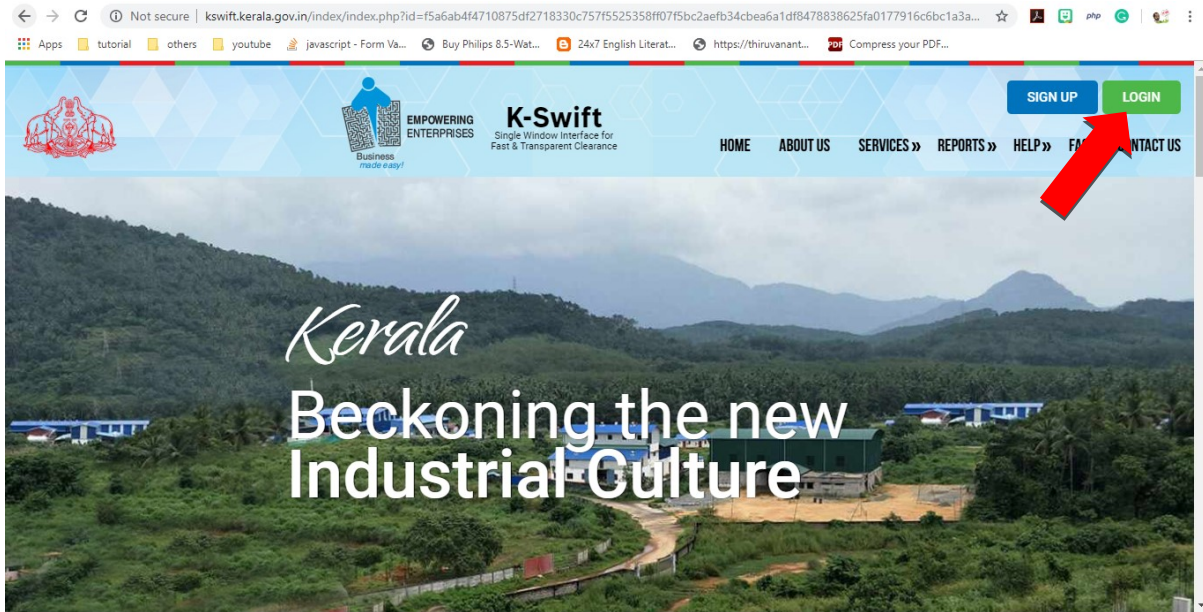 Not secure | kswift.kerala.gov.in/index/index.php?id=f5a6ab4f4710875df2718330c757f5525358ff07f5bc2aefb34cbea6a1df8478838625fa0177916c6bc1a3a...
php
Apps tutorial others youtube javascript - Form Va... Buy Philips 8.5-Wat... 24x7 English Literat... https://thiruvanant... PDF Compress your PDF...
SIGN UP LOGIN
EMPOWERING
ENTERPRISES
Business
made easy!
K-Swift
Single Window Interface for
Fast & Transparent Clearance
HOME ABOUT US SERVICES » REPORTS » HELP » US
Kerala
Beckoning the new
Industrial Culture